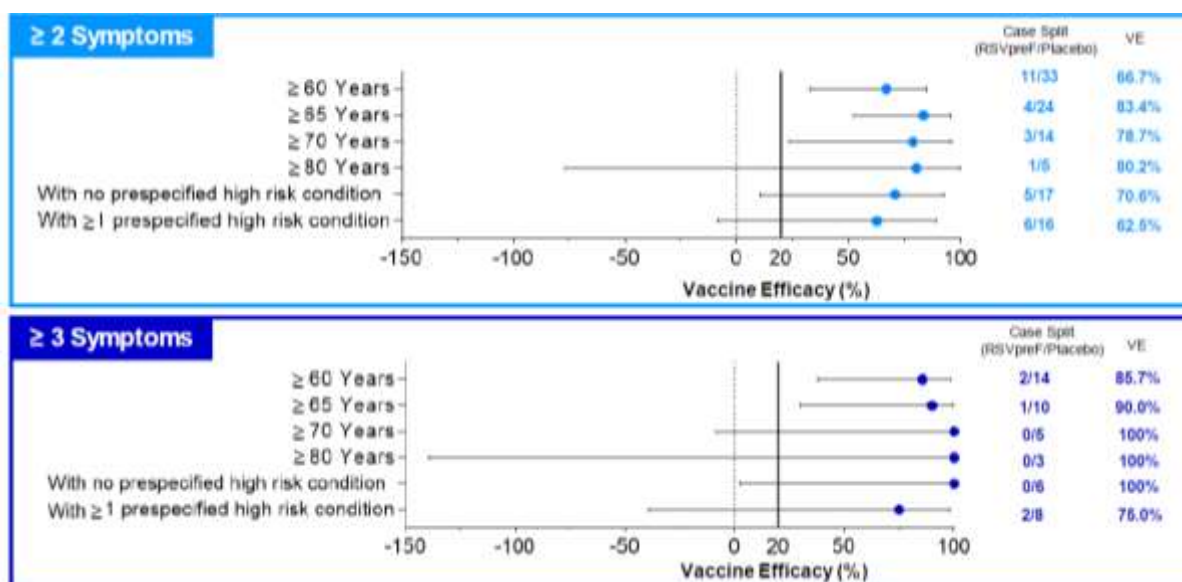 ≥ 2 Symptoms
Case Split
(RSVpreF/Placebo) VE
≥ 60 Years 11/33 66.7%
≥ 65 Years 4/24 83.4%
≥ 70 Years 3/14 78.7%
≥ 80 Years 1/5 80.2%
With no prespecified high risk condition 5/17 70.6%
With ≥1 prespecified high risk condition 6/16 62.5%
-150 -100 -50 0 20 50 100
Vaccine Efficacy (%)
≥ 3 Symptoms
Case Split
(RSVpreF/Placebo) VE
≥ 60 Years 2/14 85.7%
≥ 65 Years 1/10 90.0%
≥ 70 Years 0/5 100%
≥ 80 Years 0/3 100%
With no prespecified high risk condition 0/6 100%
With ≥1 prespecified high risk condition 2/8 75.0%
-150 -100 -50 0 20 50 100
Vaccine Efficacy (%)